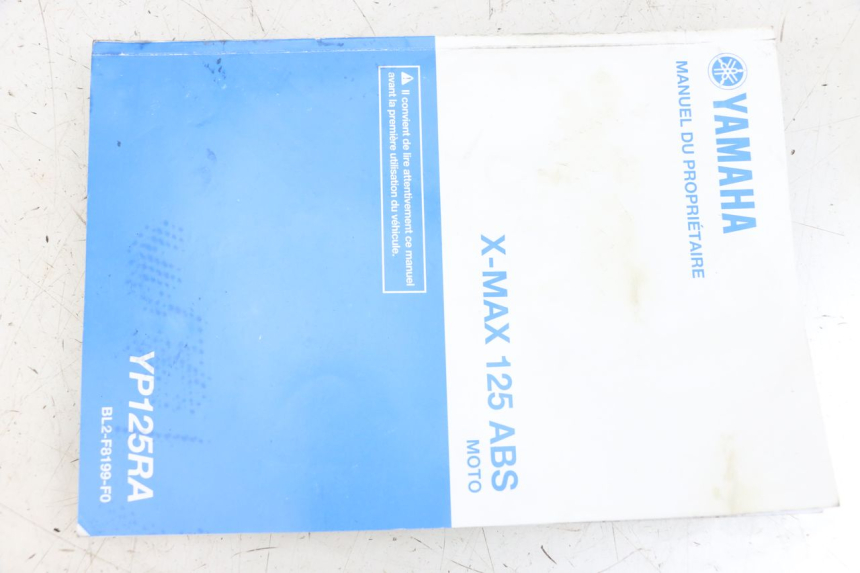 YAMAHA
MANUEL DU PROPRIÉTAIRE
X-MAX 125 ABS
MOTO
Il convient de lire attentivement ce manuel
avant la première utilisation du véhicule.
YP125RA
BL2-F8199-F0